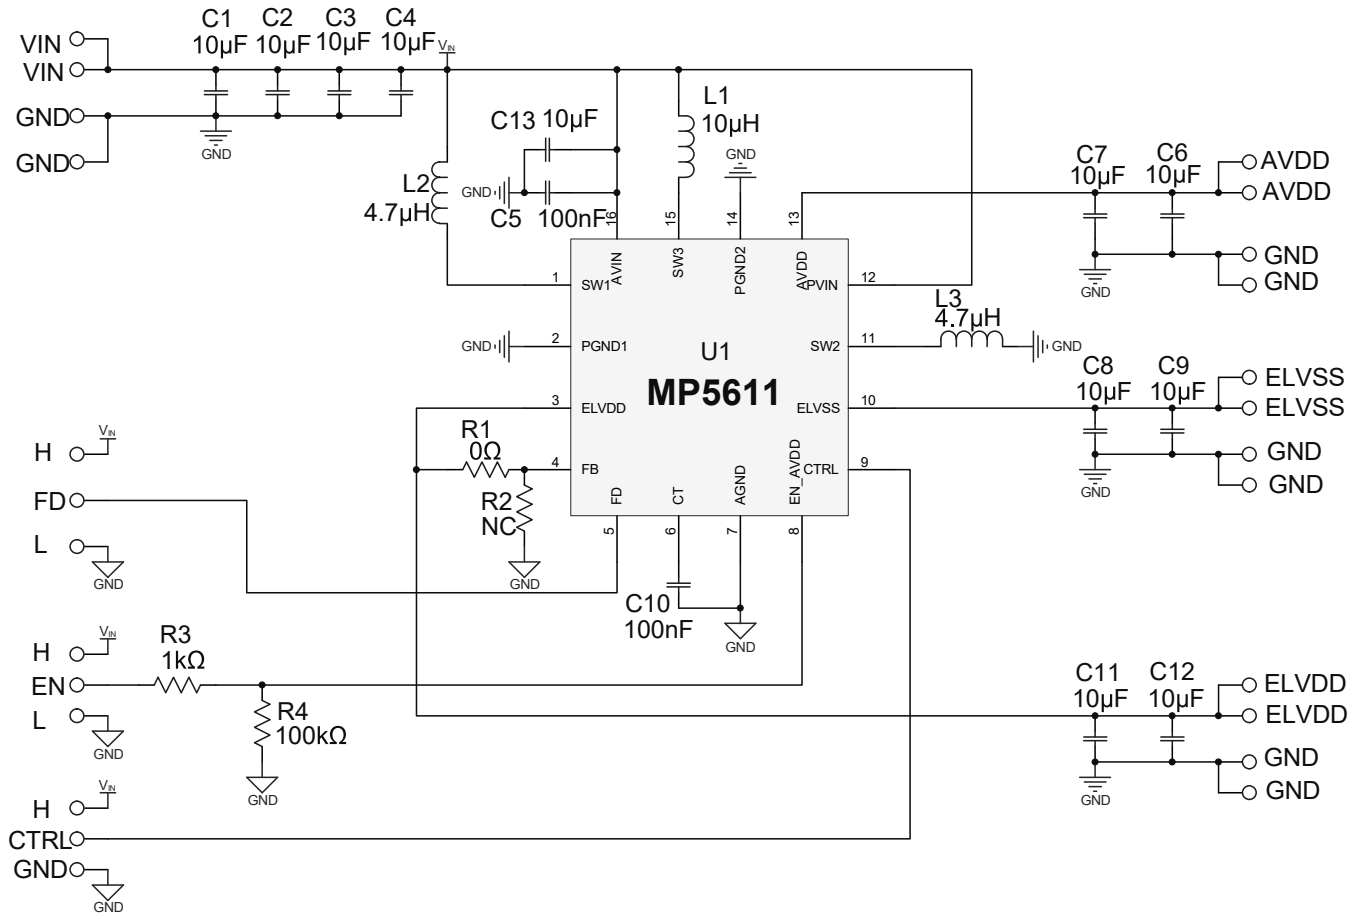 C1
10µF
C2
10µF
C3
10µF
C4
10µF
VIN
VIN
VIN
GND
GND
GND
C13 10µF
GND
C5 100nF
L2
4.7µH
L1
10µH
GND
C7
10µF
C6
10µF
AVDD
AVDD
GND
GND
GND
16
15
14
13
AVIN
SW3
PGND2
AVDD
1
SW1
PVIN
12
GND
2
PGND1
U1
MP5611
SW2
11
L3
4.7µH
GND
3
ELVDD
ELVSS
10
C8
10µF
C9
10µF
ELVSS
ELVSS
GND
GND
GND
R1
0Ω
4
FB
CTRL
9
R2
NC
GND
FD
CT
AGND
EN_AVDD
5
6
7
8
C10
100nF
GND
H
VIN
FD
L
GND
H
VIN
R3
1kΩ
EN
L
GND
R4
100kΩ
GND
C11
10µF
C12
10µF
ELVDD
ELVDD
GND
GND
GND
H
VIN
CTRL
GND
GND